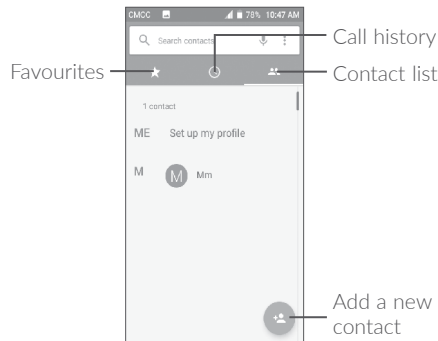 CMCC 78% 10:47 AM
Search contacts
Call history
Favourites
Contact list
1 contact
ME Set up my profile
M M Mm
Add a new
contact